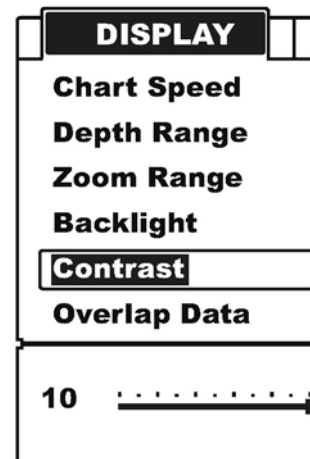 DISPLAY
Chart Speed
Depth Range
Zoom Range
Backlight
Contrast
Overlap Data
10